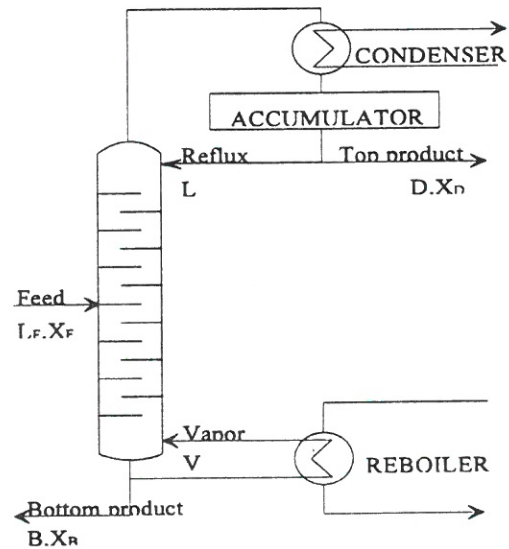 CONDENSER
ACCUMULATOR
Reflux
Top product
L
D.XD
Feed
LF.XF
Vapor
V
REBOILER
Bottom product
B.XB